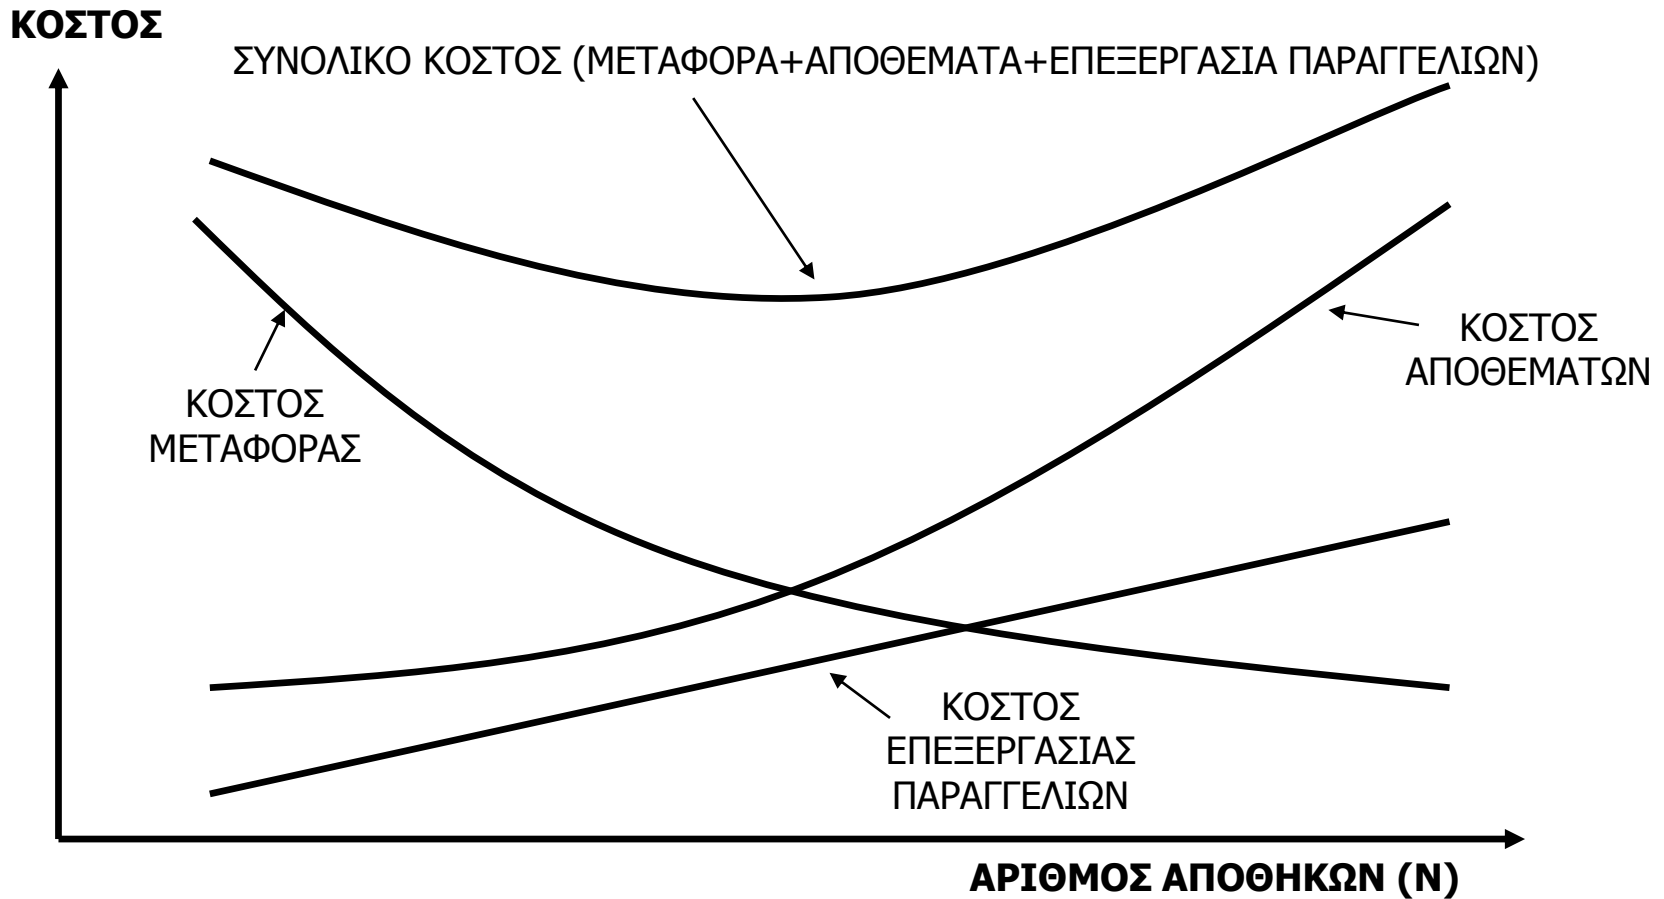 ΚΟΣΤΟΣ
ΣΥΝΟΛΙΚΟ ΚΟΣΤΟΣ (ΜΕΤΑΦΟΡΑ+ΑΠΟΘΕΜΑΤΑ+ΕΠΕΞΕΡΓΑΣΙΑ ΠΑΡΑΓΓΕΛΙΩΝ)
ΚΟΣΤΟΣ
ΑΠΟΘΕΜΑΤΩΝ
ΚΟΣΤΟΣ
ΜΕΤΑΦΟΡΑΣ
ΚΟΣΤΟΣ
ΕΠΕΞΕΡΓΑΣΙΑΣ
ΠΑΡΑΓΓΕΛΙΩΝ
ΑΡΙΘΜΟΣ ΑΠΟΘΗΚΩΝ (Ν)